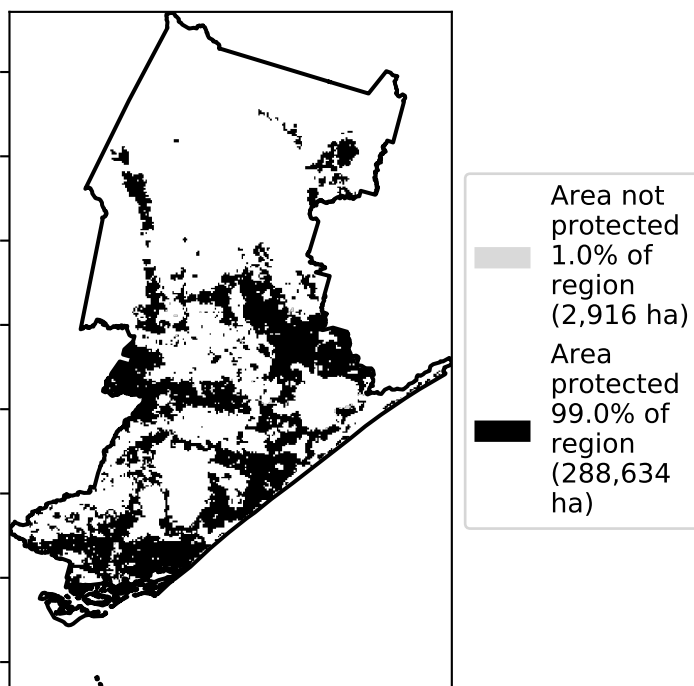 Area not
protected
1.0% of
region
(2,916 ha)
Area
protected
99.0% of
region
(288,634
ha)